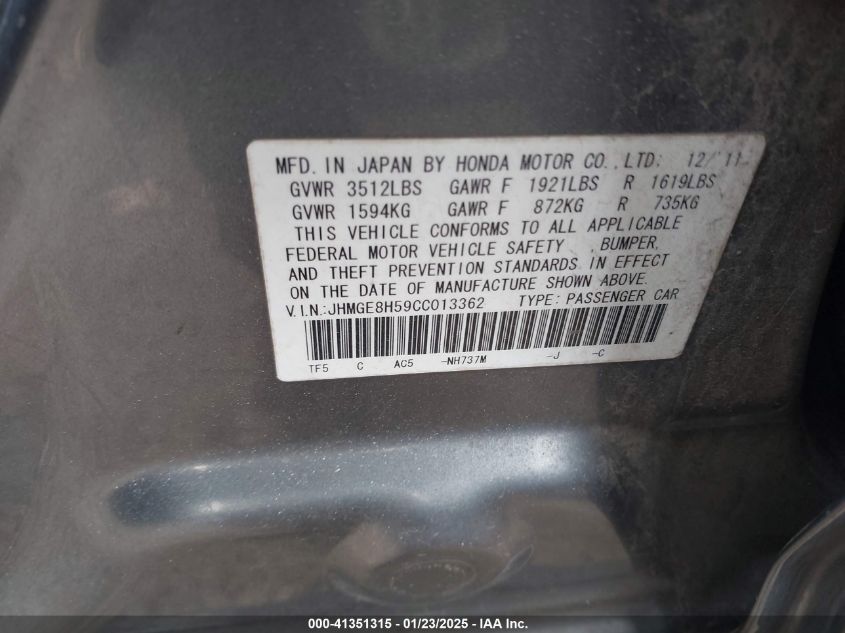 MFD. IN JAPAN BY HONDA MOTOR CO., LTD: 12/'11
GVWR 3512LBS GAWR F 1921LBS R 1619LBS
GVWR 1594KG GAWR F 872KG R 735KG
THIS VEHICLE CONFORMS TO ALL APPLICABLE
FEDERAL MOTOR VEHICLE SAFETY , BUMPER,
AND THEFT PREVENTION STANDARDS IN EFFECT
ON THE DATE OF MANUFACTURE SHOWN ABOVE.
V.I.N.:JHMGE8H59CC013362 TYPE: PASSENGER CAR
TF5 C AC5 -NH737M -J -C
000-41351315 - 01/23/2025 - IAA Inc.